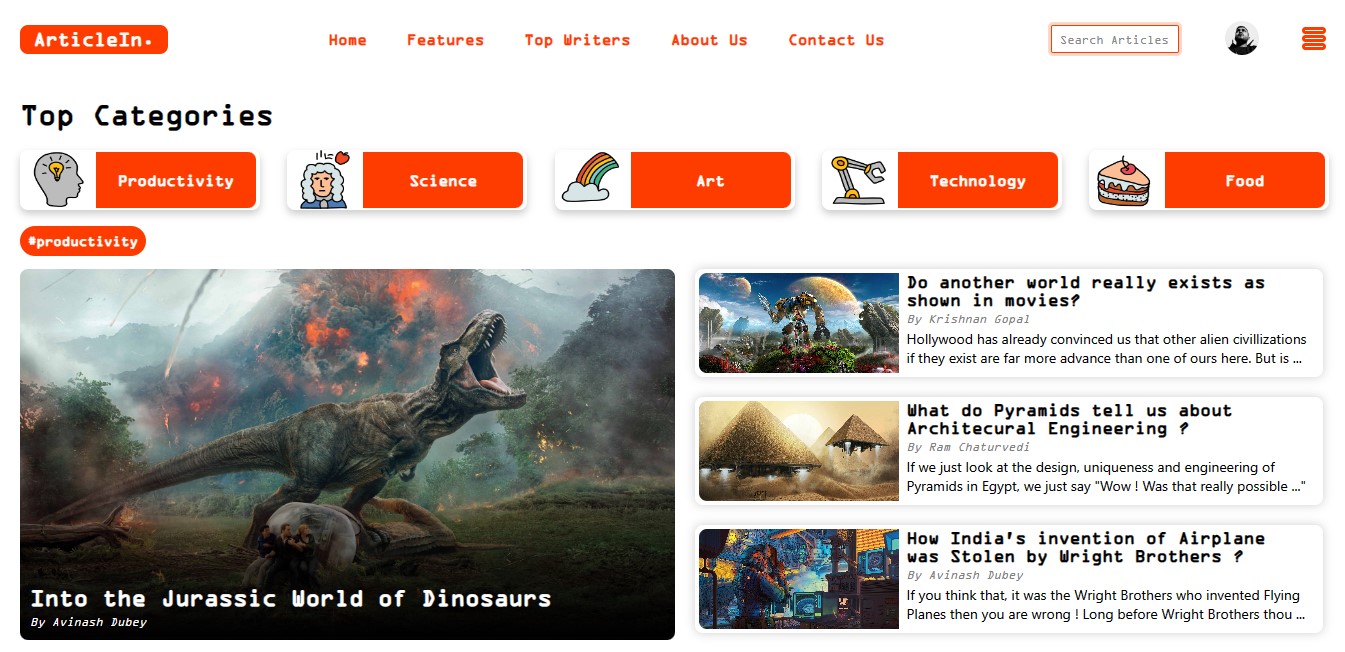 ArticleIn.
Home Features Top Writers About Us Contact Us
Search Articles
Top Categories
Productivity
Science
Art
Technology
Food
#productivity
Into the Jurassic World of Dinosaurs
By Avinash Dubey
Do another world really exists as
shown in movies?
By Krishnan Gopal
Hollywood has already convinced us that other alien civillizations
if they exist are far more advance than one of ours here. But is ...
What do Pyramids tell us about
Architecural Engineering ?
By Ram Chaturvedi
If we just look at the design, uniqueness and engineering of
Pyramids in Egypt, we just say "Wow ! Was that really possible ..."
How India's invention of Airplane
was Stolen by Wright Brothers ?
By Avinash Dubey
If you think that, it was the Wright Brothers who invented Flying
Planes then you are wrong ! Long before Wright Brothers thou ...